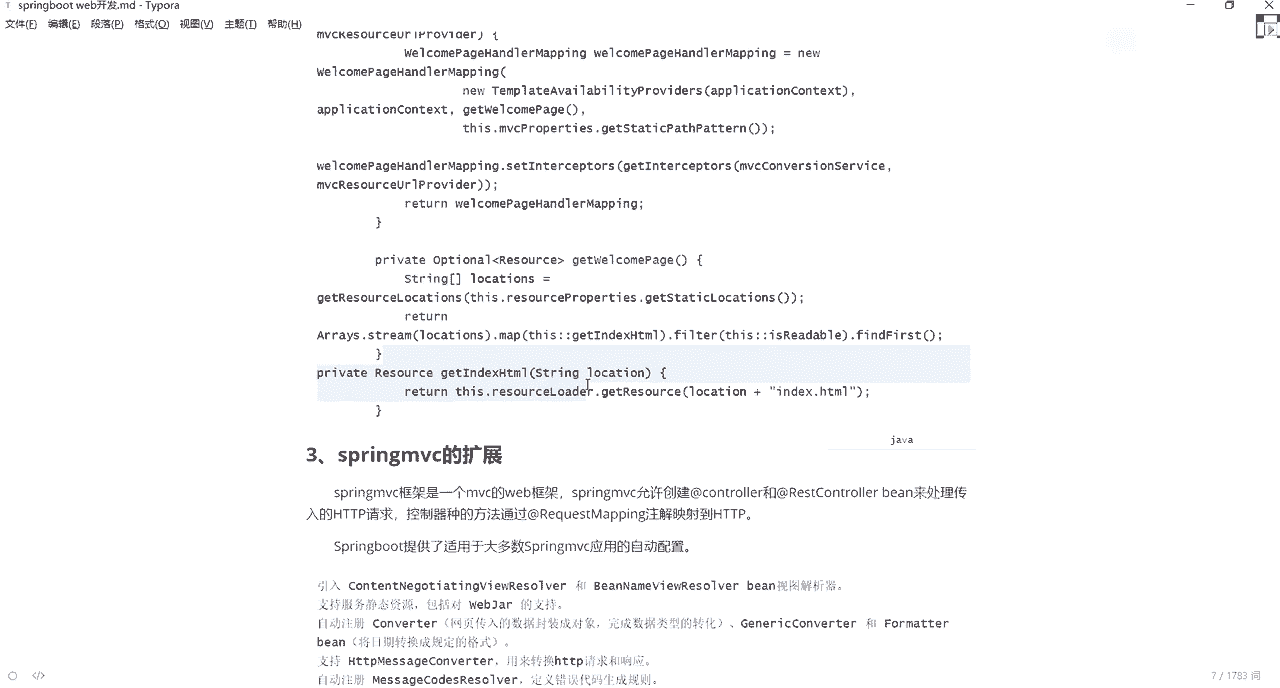 springboot web开发.md - Typora
文件(F) 编辑(E) 段落(P) 格式(O) 视图(V) 主题(T) 帮助(H)
mvcResourceUrlProvider) {
WelcomePageHandlerMapping welcomePageHandlerMapping = new
WelcomePageHandlerMapping(
new TemplateAvailabilityProviders(applicationContext),
applicationContext, getWelcomePage(),
this.mvcProperties.getStaticPathPattern());
welcomePageHandlerMapping.setInterceptors(getInterceptors(mvcConversionService,
mvcResourceUrlProvider));
return welcomePageHandlerMapping;
}
private Optional<Resource> getWelcomePage() {
String[] locations =
getResourceLocations(this.resourceProperties.getStaticLocations());
return
Arrays.stream(locations).map(this::getIndexHtml).filter(this::isReadable).findFirst();
}
private Resource getIndexHtml(String location) {
return this.resourceLoader.getResource(location + "index.html");
}
java
3、springmvc的扩展
springmvc框架是一个mvc的web框架，springmvc允许创建@controller和@RestController bean来处理传
入的HTTP请求，控制器种的方法通过@RequestMapping注解映射到HTTP。
Springboot提供了适用于大多数Springmvc应用的自动配置。
引入 ContentNegotiatingViewResolver 和 BeanNameViewResolver bean视图解析器。
支持服务静态资源，包括对 WebJar 的支持。
自动注册 Converter（网页传入的数据封装成对象，完成数据类型的转化）、GenericConverter 和 Formatter
bean（将日期转换成规定的格式）。
支持 HttpMessageConverter，用来转换http请求和响应。
自动注册 MessageCodesResolver，定义错误代码生成规则。
7 / 1783 词